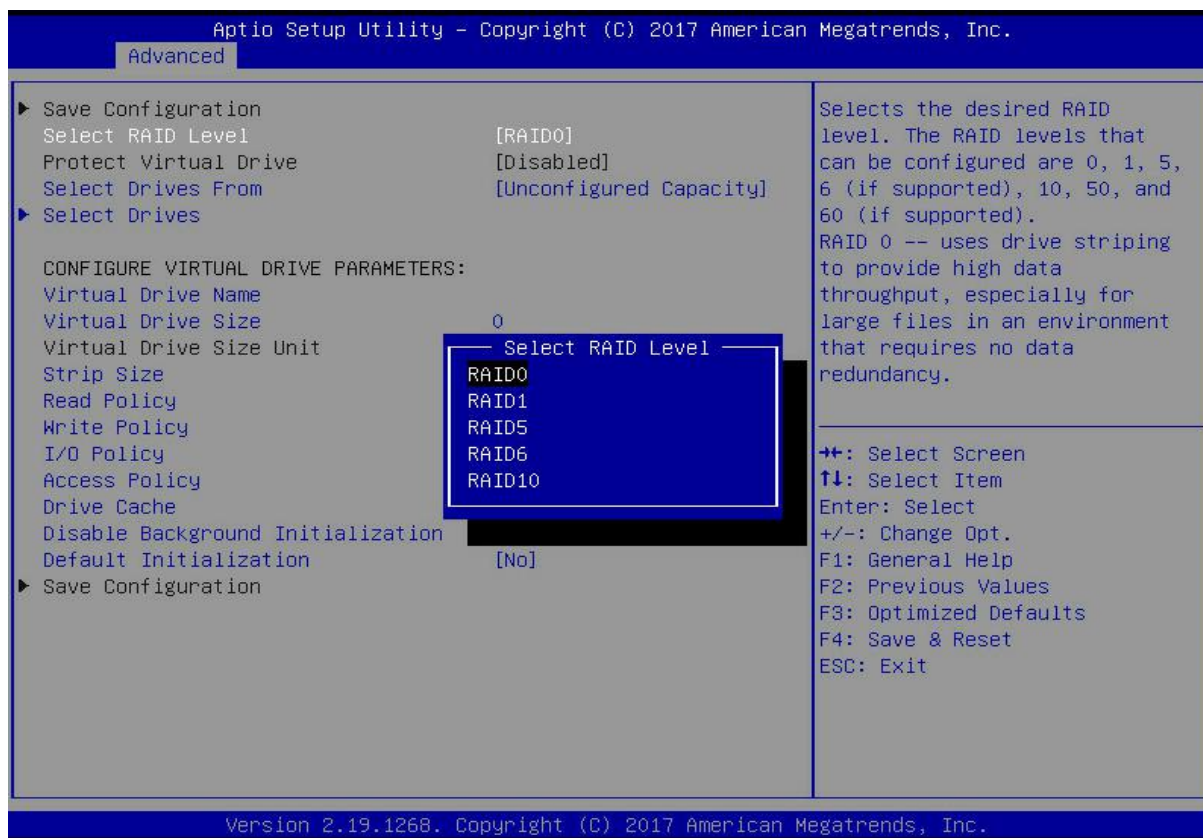 Aptio Setup Utility – Copyright (C) 2017 American Megatrends, Inc.
Advanced
▶ Save Configuration
Select RAID Level [RAID0]
Protect Virtual Drive [Disabled]
Select Drives From [Unconfigured Capacity]
▶ Select Drives
CONFIGURE VIRTUAL DRIVE PARAMETERS:
Virtual Drive Name
Virtual Drive Size 0
Virtual Drive Size Unit
Strip Size
Read Policy
Write Policy
I/O Policy
Access Policy
Drive Cache
Disable Background Initialization
Default Initialization [No]
▶ Save Configuration
Select RAID Level
RAID0
RAID1
RAID5
RAID6
RAID10
Selects the desired RAID
level. The RAID levels that
can be configured are 0, 1, 5,
6 (if supported), 10, 50, and
60 (if supported).
RAID 0 -- uses drive striping
to provide high data
throughput, especially for
large files in an environment
that requires no data
redundancy.
→←: Select Screen
↑↓: Select Item
Enter: Select
+/-: Change Opt.
F1: General Help
F2: Previous Values
F3: Optimized Defaults
F4: Save & Reset
ESC: Exit
Version 2.19.1268. Copyright (C) 2017 American Megatrends, Inc.